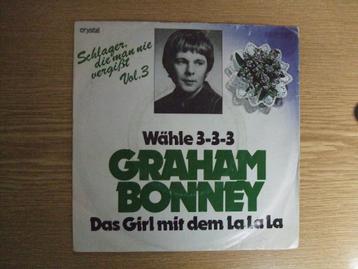 crystal
Schlager,
die man nie
vergißt
Vol. 3
Wähle 3-3-3
GRAHAM
BONNEY
Das Girl mit dem La La La